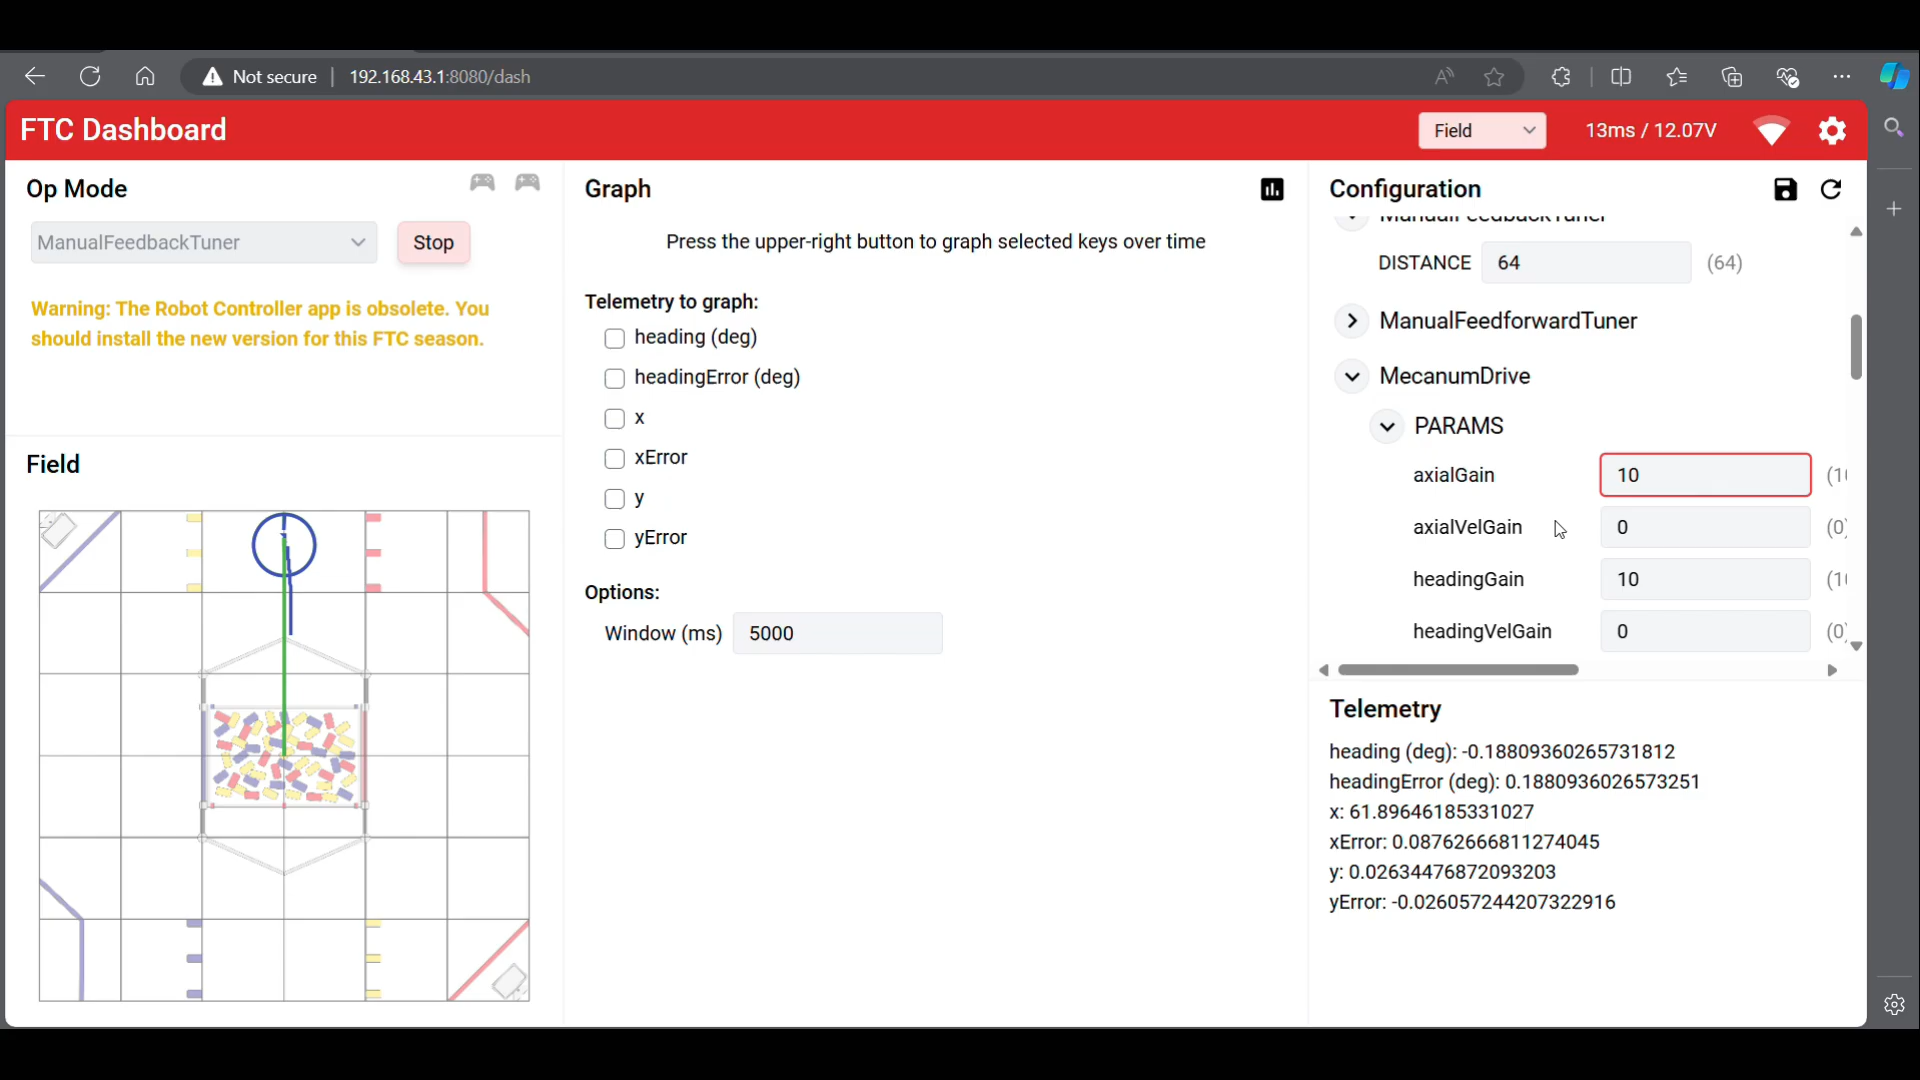 Not secure
192.168.43.1:8080/dash
FTC Dashboard
Field
13ms / 12.07V
Op Mode
ManualFeedbackTuner
Stop
Warning: The Robot Controller app is obsolete. You
should install the new version for this FTC season.
Field
Graph
Press the upper-right button to graph selected keys over time
Telemetry to graph:
heading (deg)
headingError (deg)
x
xError
y
yError
Options:
Window (ms) 5000
Configuration
ManualFeedbackTuner
DISTANCE 64 (64)
ManualFeedforwardTuner
MecanumDrive
PARAMS
axialGain 10
axialVelGain 0 (0)
headingGain 10
headingVelGain 0 (0)
Telemetry
heading (deg): -0.18809360265731812
headingError (deg): 0.1880936026573251
x: 61.89646185331027
xError: 0.08762666811274045
y: 0.02634476872093203
yError: -0.026057244207322916